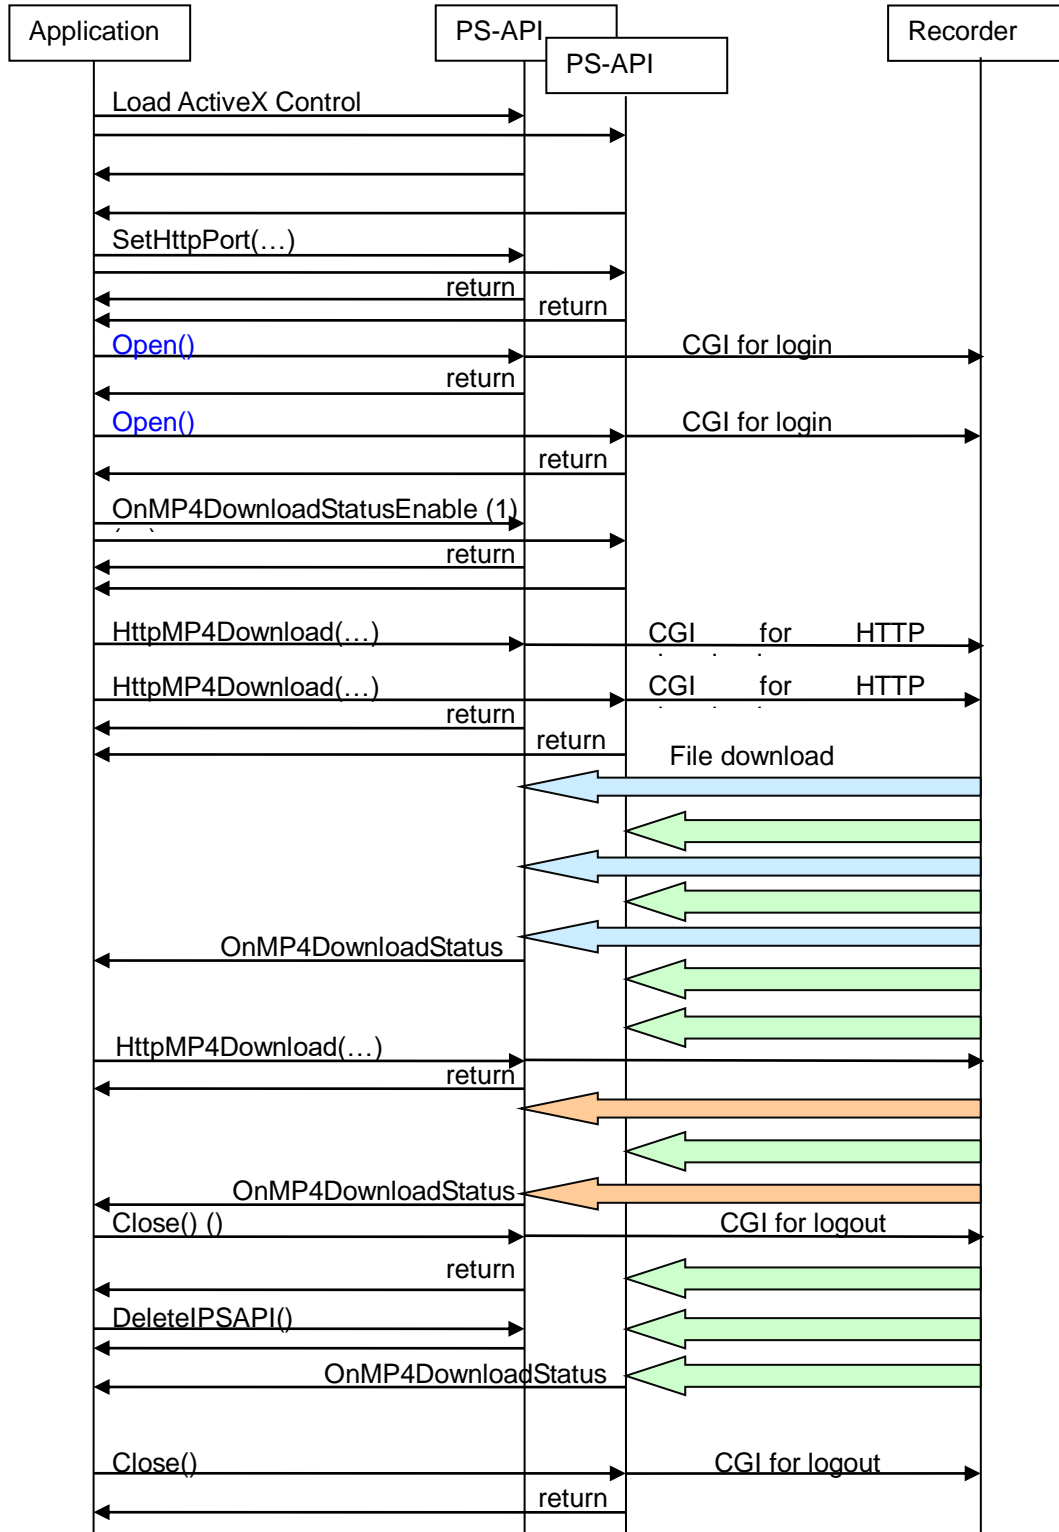 Application
PS-API
PS-API
Recorder
Load ActiveX Control
SetHttpPort(…)
return
return
Open()
CGI for login
return
Open()
CGI for login
return
OnMP4DownloadStatusEnable (1)
return
HttpMP4Download(…)
CGI for HTTP
HttpMP4Download(…)
CGI for HTTP
return
return
File download
OnMP4DownloadStatus
HttpMP4Download(…)
return
OnMP4DownloadStatus
Close() ()
CGI for logout
return
DeleteIPSAPI()
OnMP4DownloadStatus
Close()
CGI for logout
return